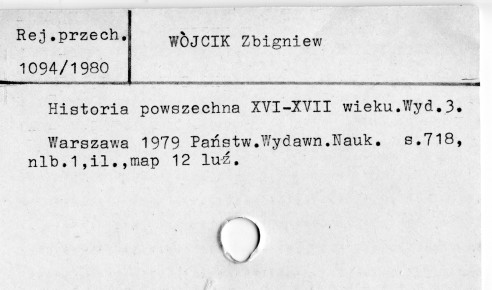 Rej.przech.
1094/1980
WÒJCIK Zbigniew
Historia powszechna XVI-XVII wieku.Wyd.3.
Warszawa 1979 Państw.Wydawn.Nauk. s.718,
nlb.1,il.,map 12 luź.